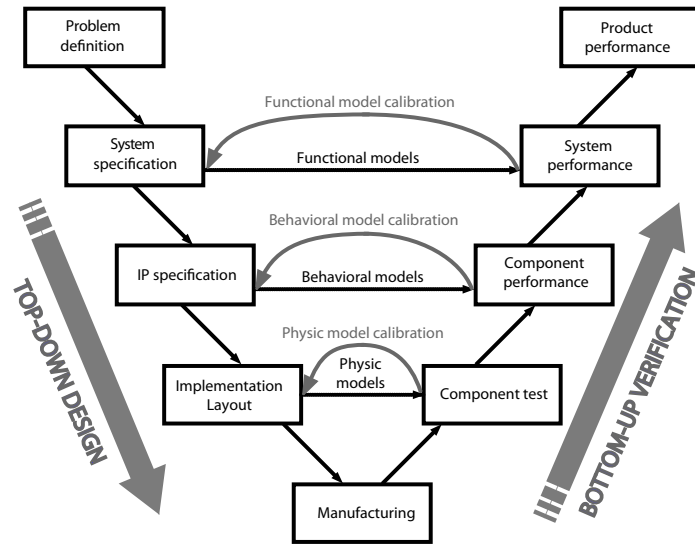 Problem
definition
Product
performance
Functional model calibration
System
specification
Functional models
System
performance
Behavioral model calibration
IP specification
Behavioral models
Component
performance
Physic model calibration
Implementation
Layout
Physic
models
Component test
Manufacturing
TOP-DOWN DESIGN
BOTTOM-UP VERIFICATION